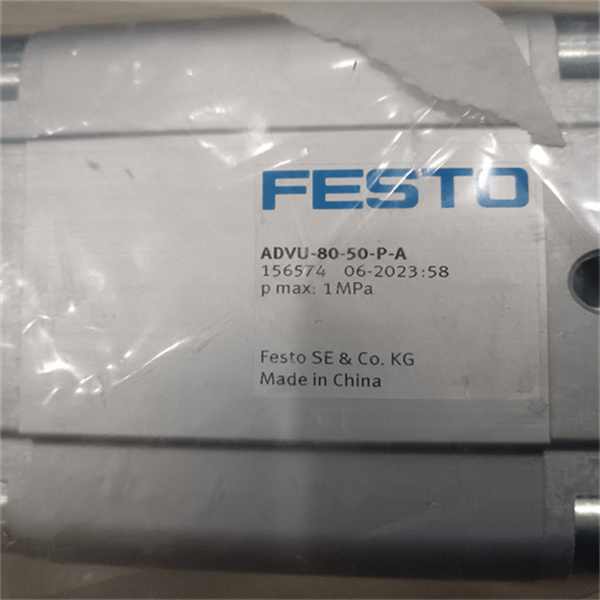 FESTO
ADVU-80-50-P-A
156574 06-2023:58
p max: 1 MPa
Festo SE & Co. KG
Made in China